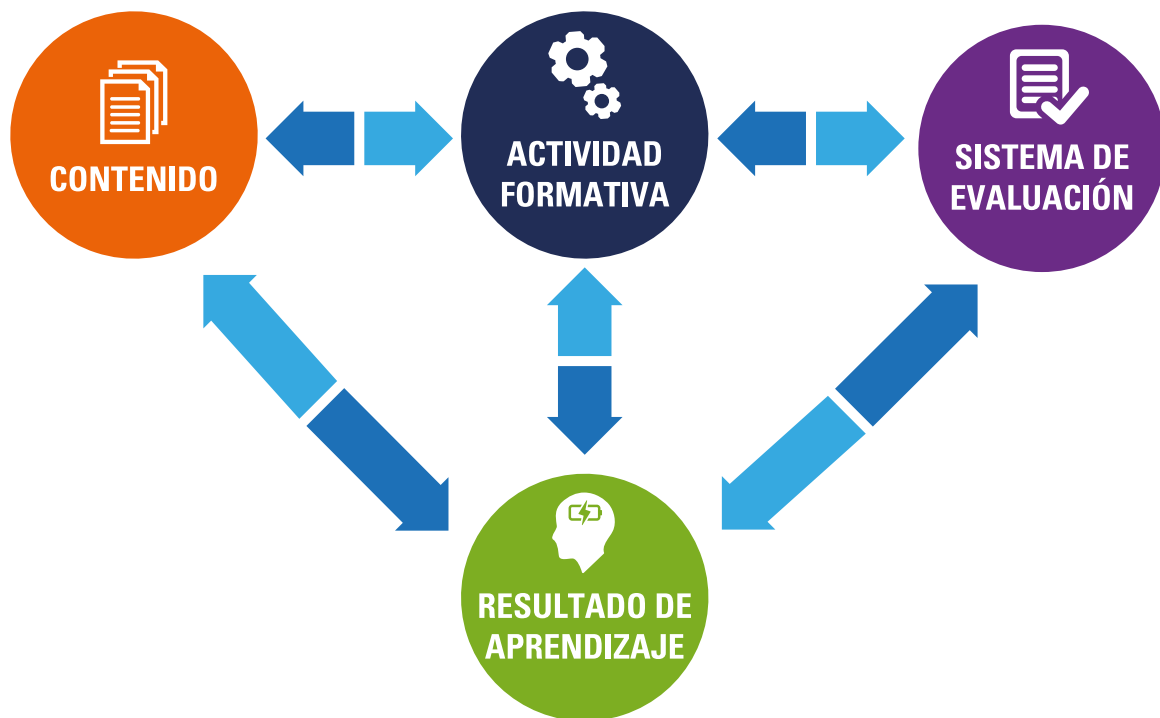 CONTENIDO
ACTIVIDAD
FORMATIVA
SISTEMA DE
EVALUACIÓN
RESULTADO DE
APRENDIZAJE